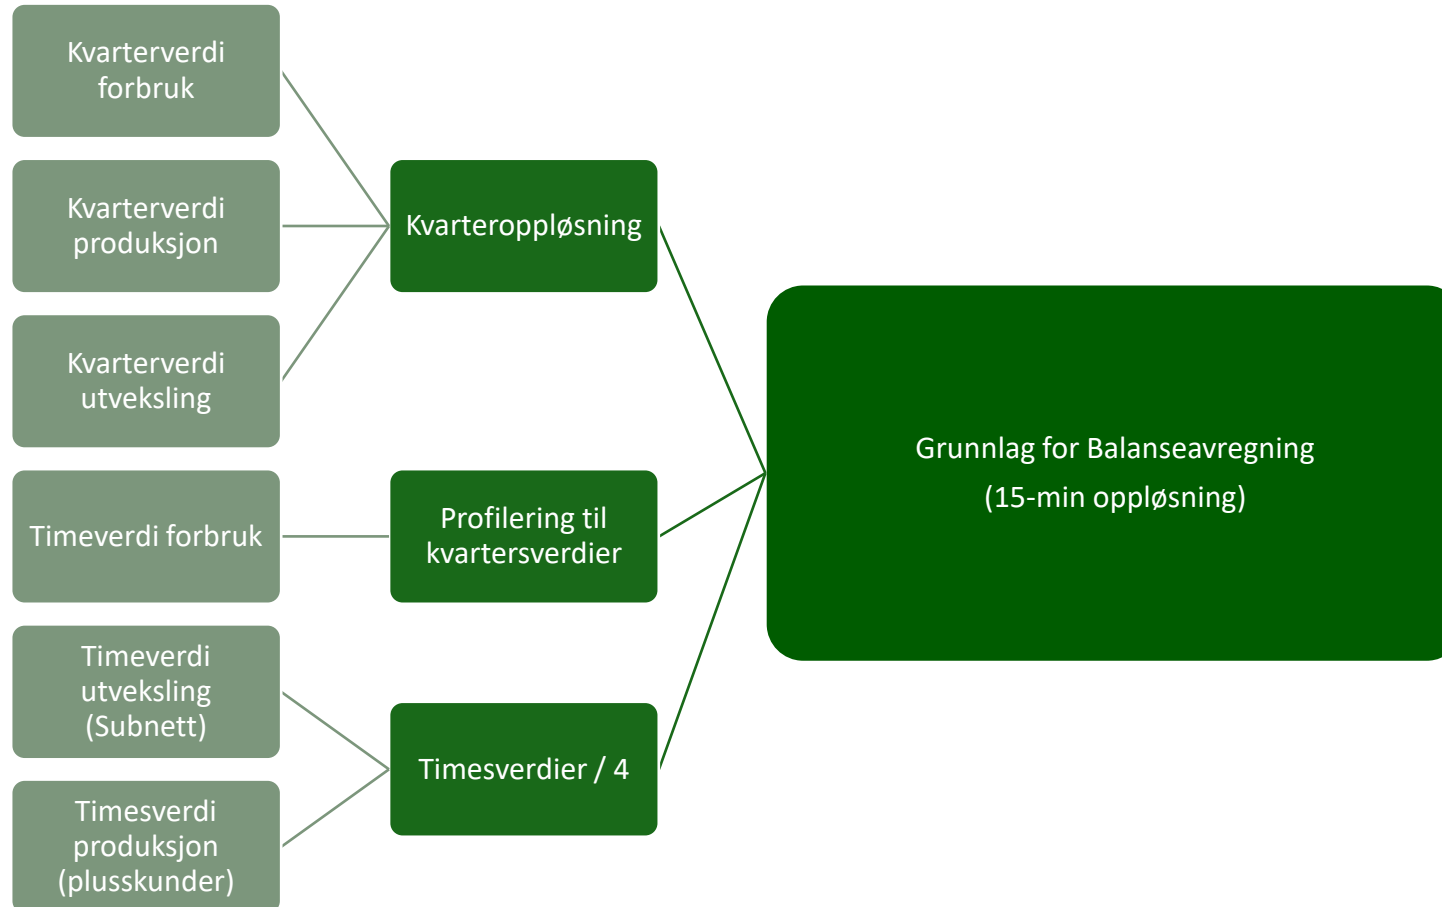 Kvarterverdi
forbruk
Kvarterverdi
produksjon
Kvarterverdi
utveksling
Timeverdi forbruk
Timeverdi
utveksling
(Subnett)
Timesverdi
produksjon
(plusskunder)
Kvarteroppløsning
Profilering til
kvartersverdier
Timesverdier / 4
Grunnlag for Balanseavregning
(15-min oppløsning)